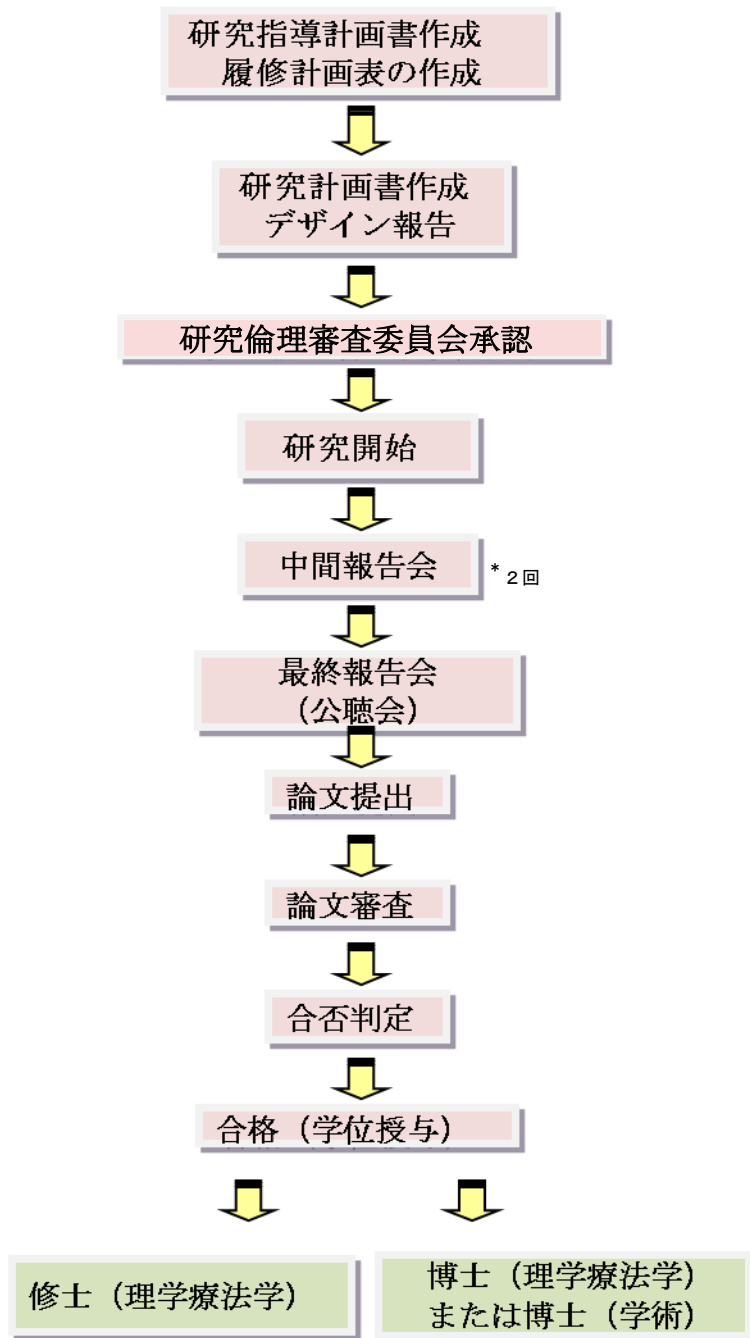 研究指導計画書作成
履修計画表の作成
研究計画書作成
デザイン報告
研究倫理審査委員会承認
研究開始
中間報告会
*2回
最終報告会
(公聴会)
論文提出
論文審査
合否判定
合格（学位授与）
修士（理学療法学）
博士（理学療法学）
または博士（学術）